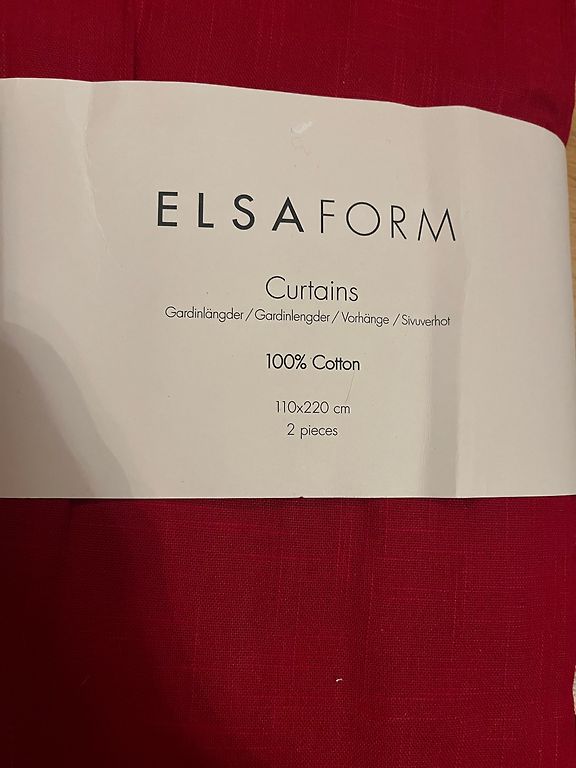 ELSAFORM
Curtains
Gardinlängder / Gardinlengder / Vorhänge / Sivuverhot
100% Cotton
110x220 cm
2 pieces